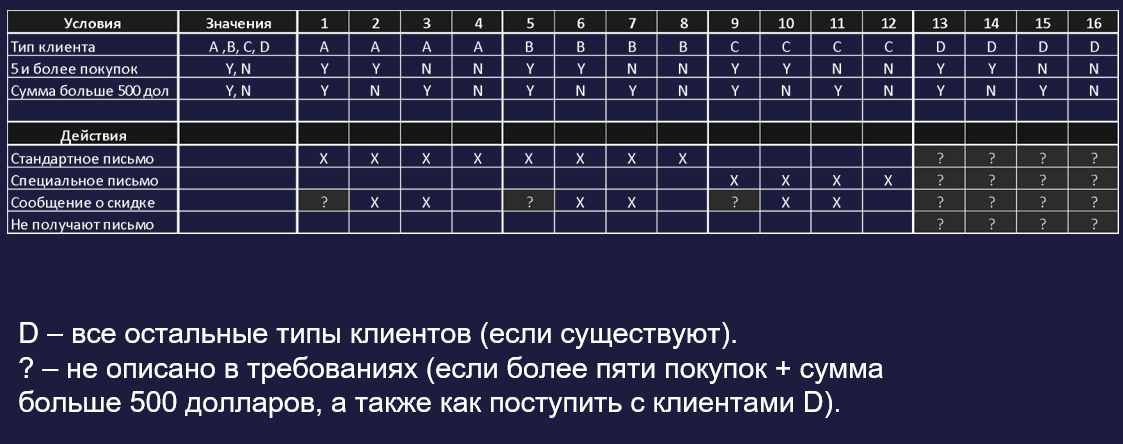 Условия Значения 1 2 3 4 5 6 7 8 9 10 11 12 13 14 15 16
Тип клиента A ,B, C, D A A A A B B B B C C C C D D D D
5 и более покупок Y, N Y Y N N Y Y N N Y Y N N Y Y N N
Сумма больше 500 дол Y, N Y N Y N Y N Y N Y N Y N Y N Y N
Действия
Стандартное письмо X X X X X X X X ? ? ? ?
Специальное письмо X X X X ? ? ? ?
Сообщение о скидке ? X X ? X X ? X X ? ? ? ?
Не получают письмо ? ? ? ?
D – все остальные типы клиентов (если существуют).
? – не описано в требованиях (если более пяти покупок + сумма
больше 500 долларов, а также как поступить с клиентами D).